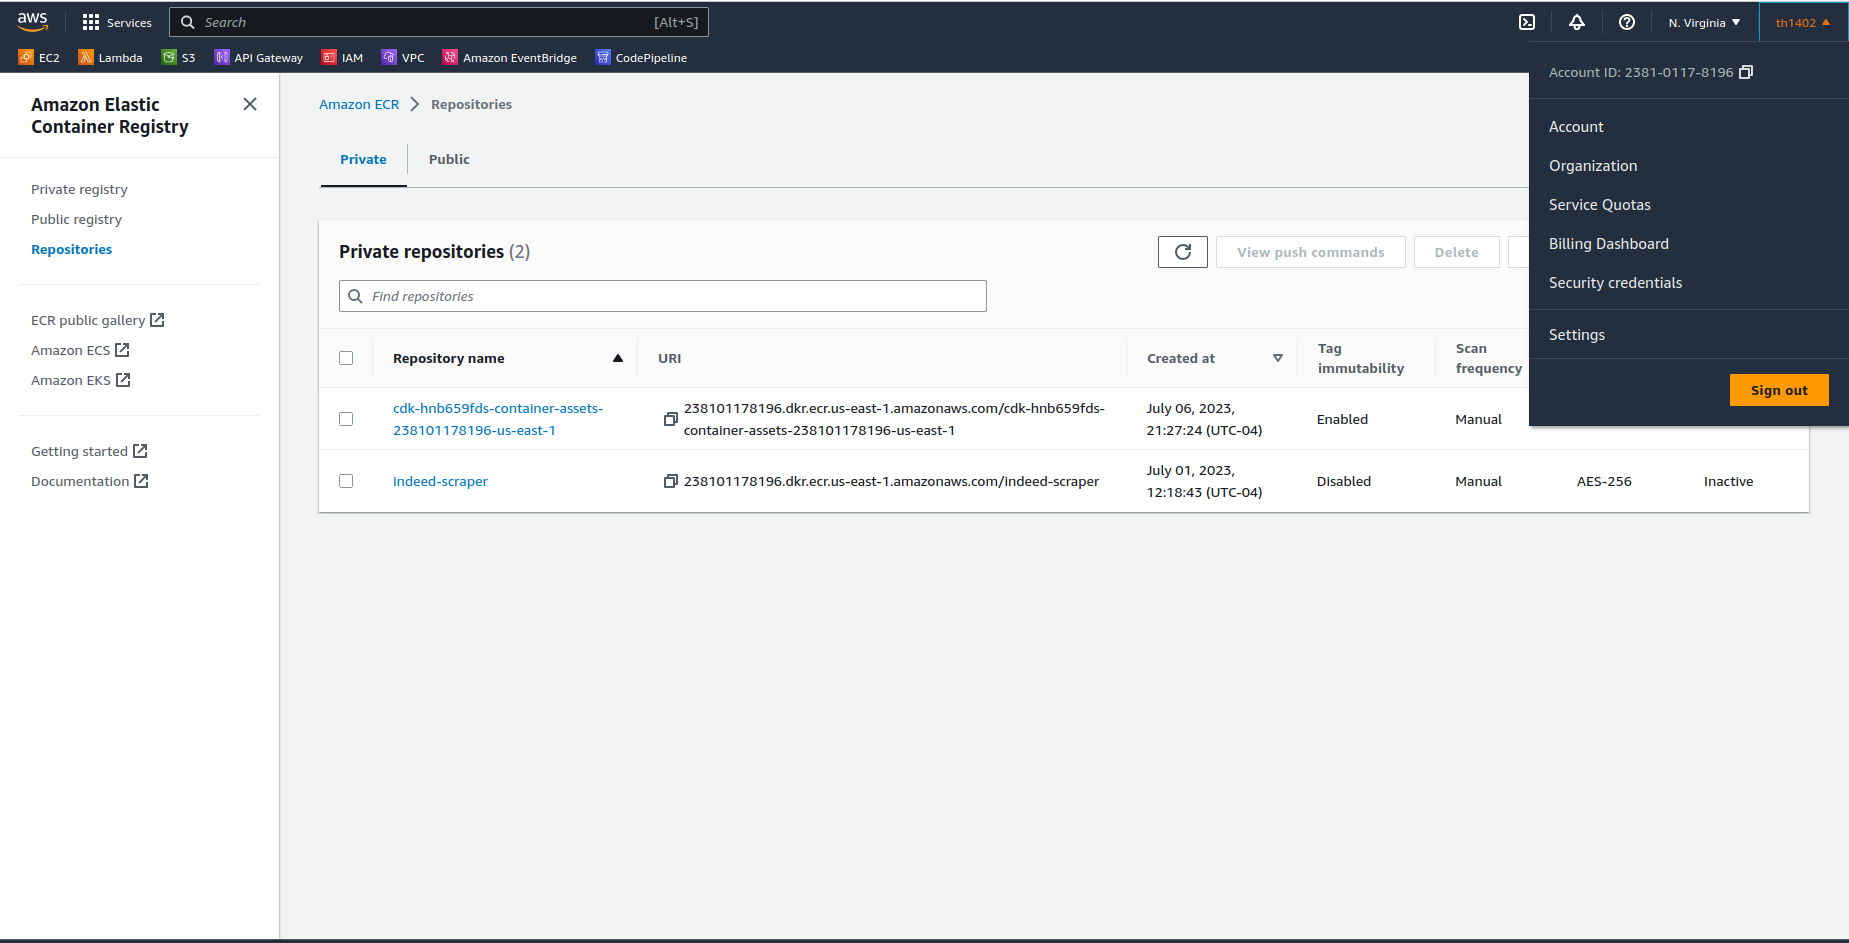 aws
Services
Search
[Alt+S]
N. Virginia
th1402
EC2
Lambda
S3
API Gateway
IAM
VPC
Amazon EventBridge
CodePipeline
Account ID: 2381-0117-8196
Account
Organization
Service Quotas
Billing Dashboard
Security credentials
Settings
Sign out
Amazon Elastic
Container Registry
Private registry
Public registry
Repositories
ECR public gallery
Amazon ECS
Amazon EKS
Getting started
Documentation
Amazon ECR
Repositories
Private
Public
Private repositories (2)
View push commands
Delete
Find repositories
Repository name
URI
Created at
Tag
immutability
Scan
frequency
cdk-hnb659fds-container-assets-
238101178196-us-east-1
238101178196.dkr.ecr.us-east-1.amazonaws.com/cdk-hnb659fds-
container-assets-238101178196-us-east-1
July 06, 2023,
21:27:24 (UTC-04)
Enabled
Manual
indeed-scraper
238101178196.dkr.ecr.us-east-1.amazonaws.com/indeed-scraper
July 01, 2023,
12:18:43 (UTC-04)
Disabled
Manual
AES-256
Inactive